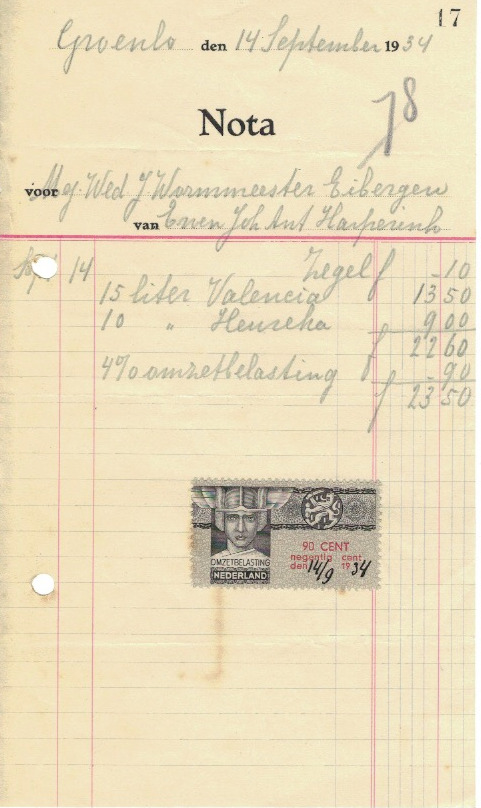 17
Groenlo den 14 September 1934
78
Nota
voor Mej. Wed J Wormmeester Eibergen
van Erven Joh Ant Harperink
Sept 14 Zegel f -10
15 liter Valencia 13 50
10 " Heuscha 9 00
f 22 60
4% omzetbelasting - 90
f 23 50
90 CENT
negentig cent
OMZETBELASTING
den 14/9 1934
NEDERLAND